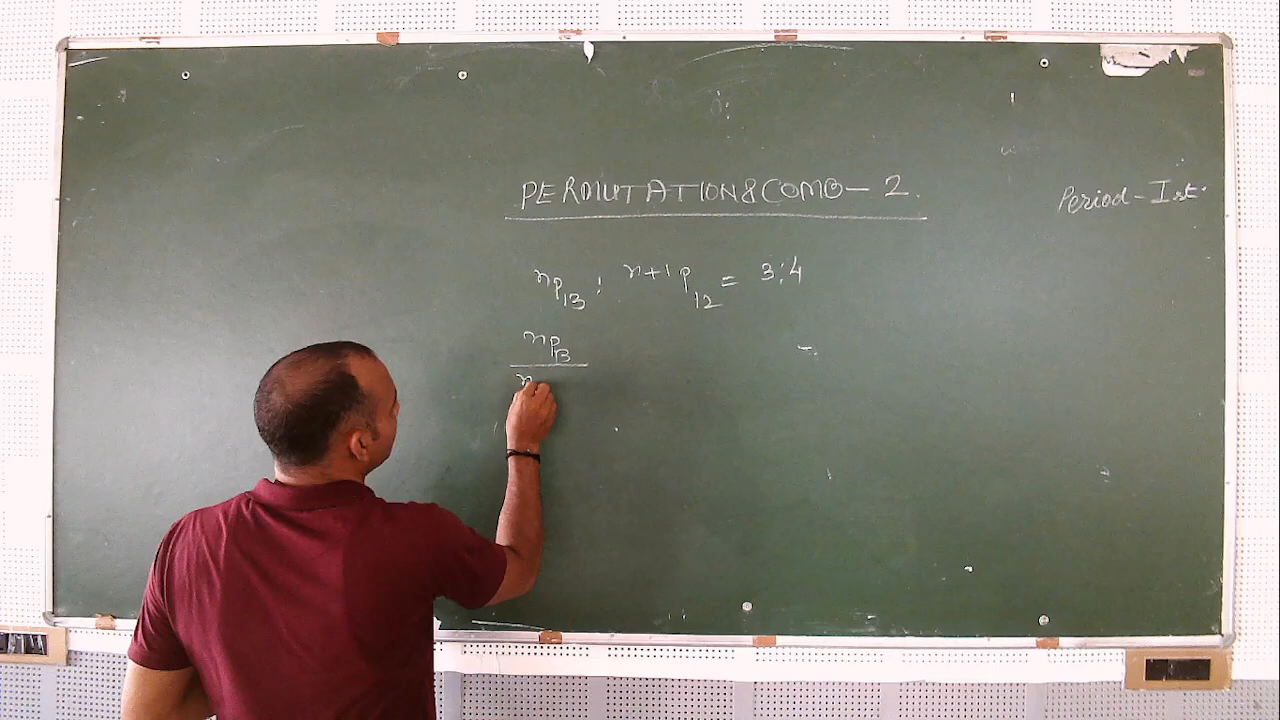 PERMUTATION&COMB-2.
Period-Ist.
np13 : n+1p12 = 3:4
np13
n